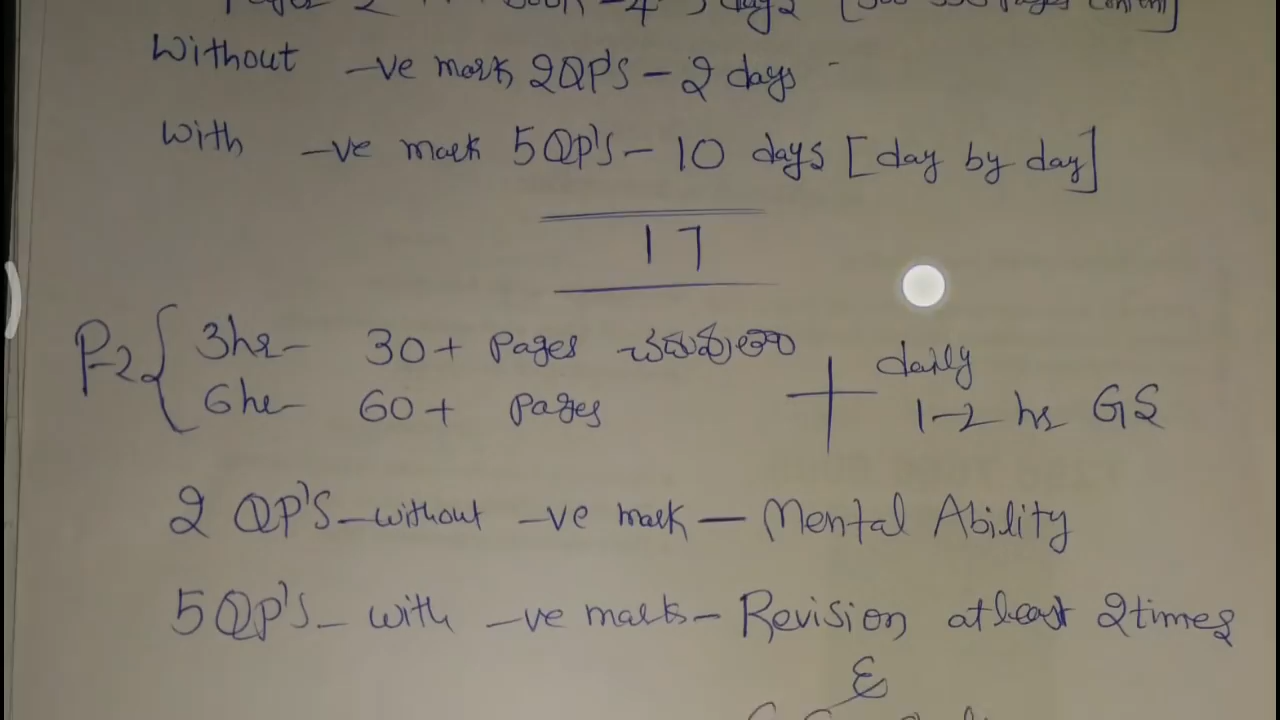 Without -ve mark 2QP'S - 2 days -
With -ve mark 5QP'S - 10 days [day by day]
17
P-2 { 3hr - 30+ Pages చదువుతాం + daily
6hr - 60+ Pages 1-2 hr GS
2 QP'S - without -ve mark - Mental Ability
5QP'S - with -ve marks - Revision atleast 2times
&